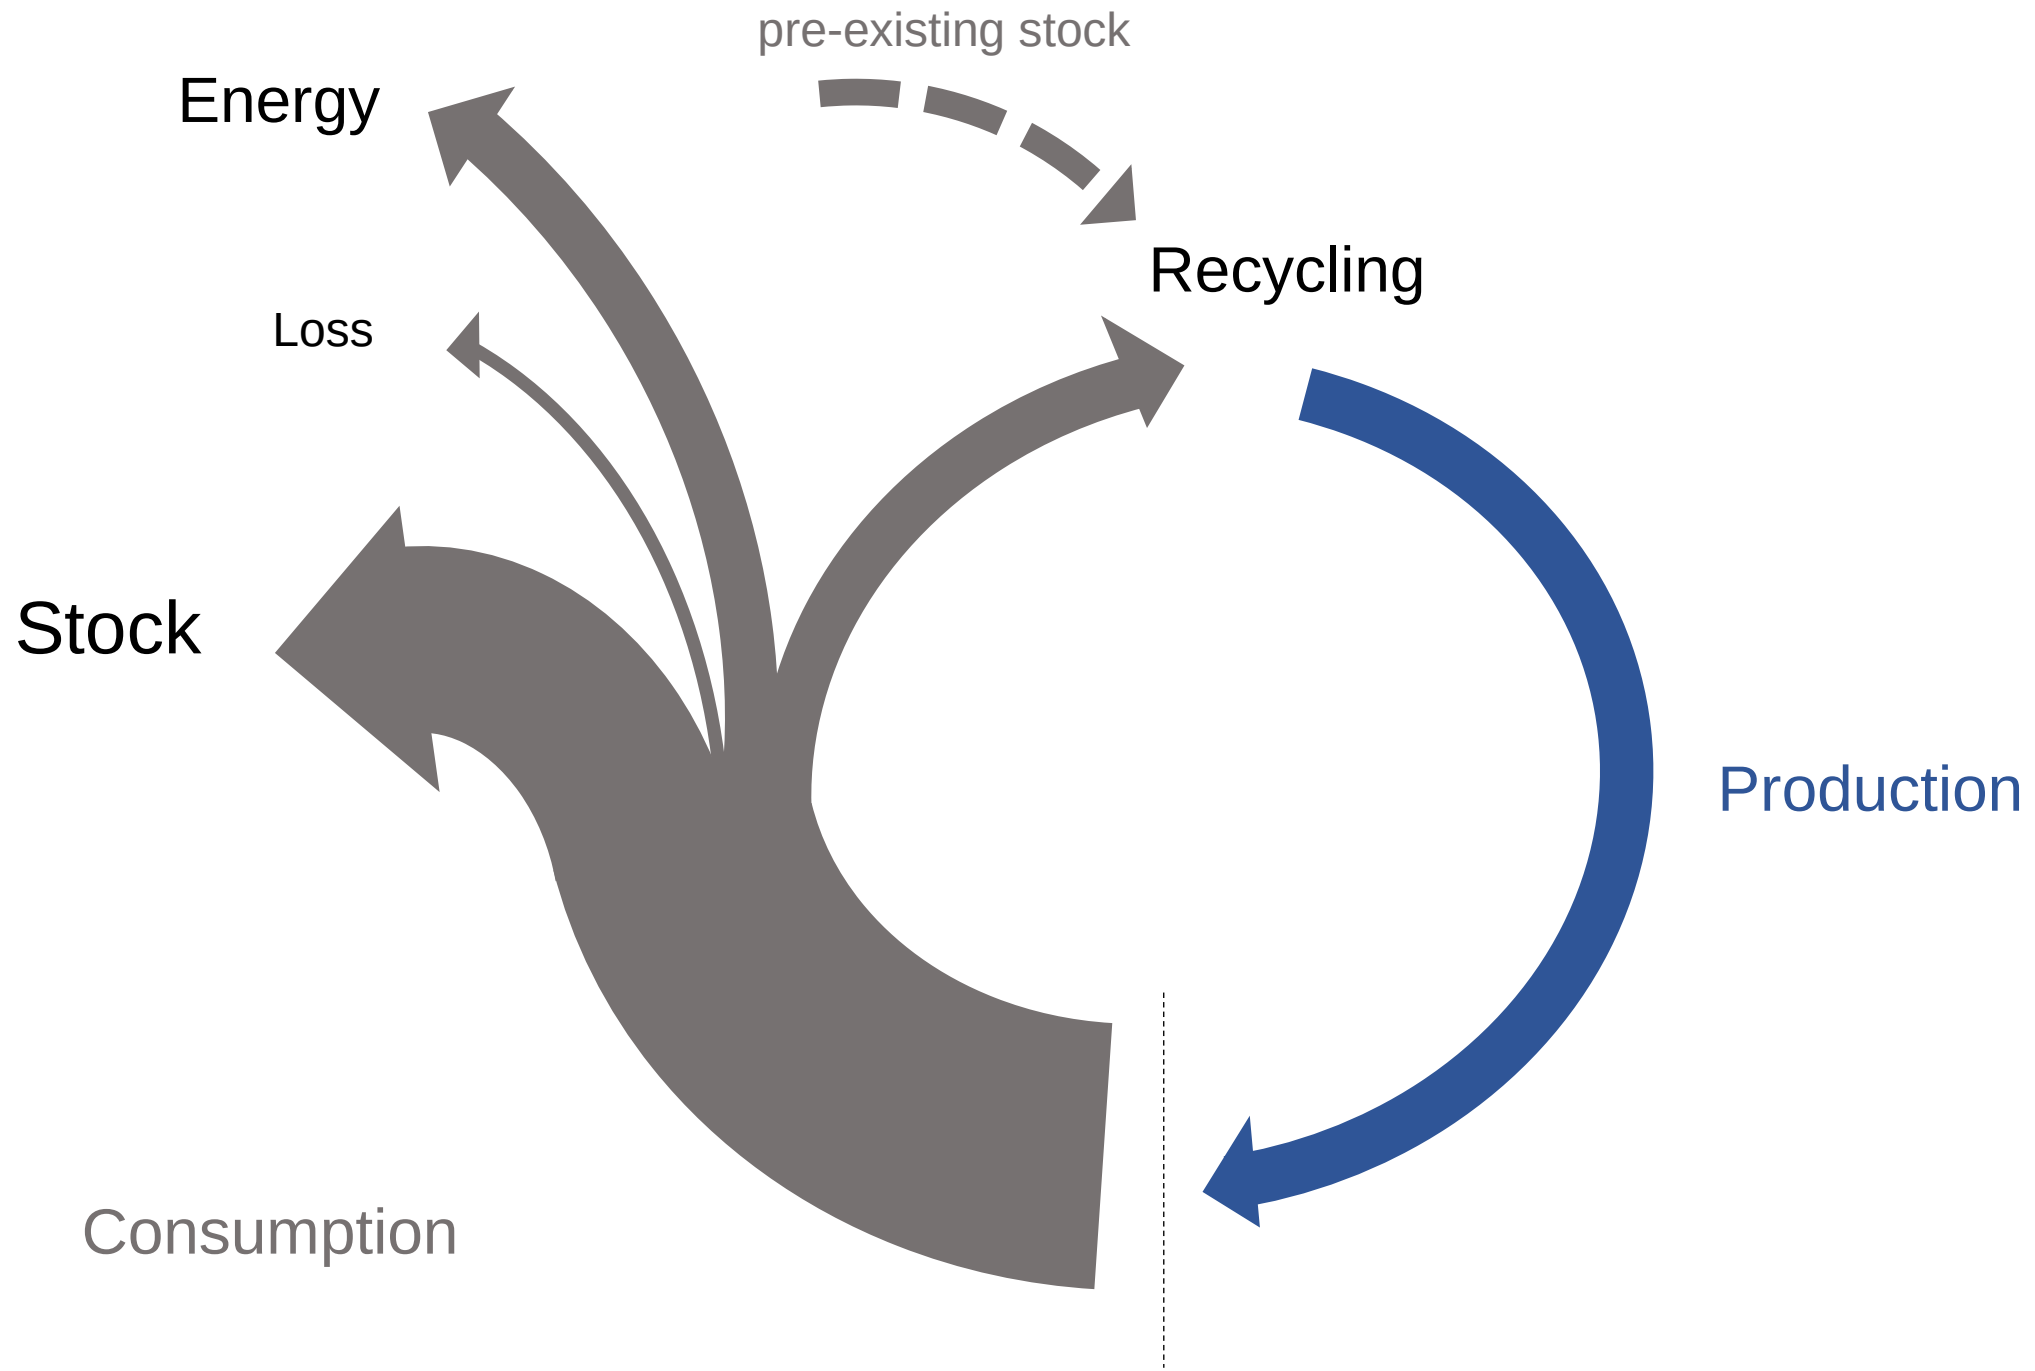 pre-existing stock
Energy
Recycling
Loss
Stock
Production
Consumption